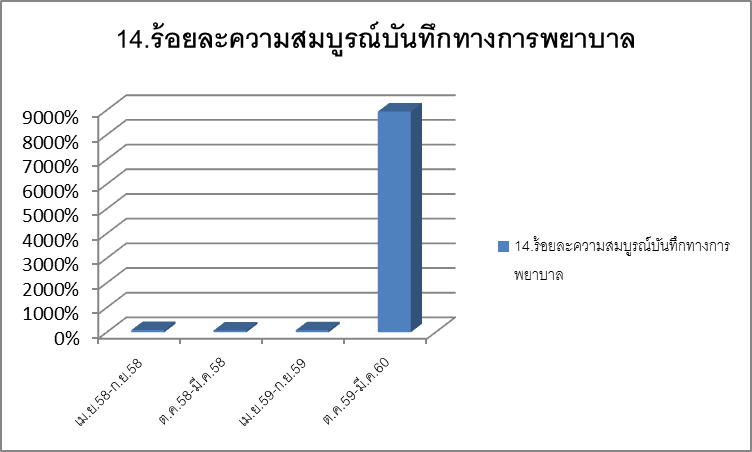 14.ร้อยละความสมบูรณ์บันทึกทางการพยาบาล
9000%
8000%
7000%
6000%
5000%
4000%
3000%
2000%
1000%
0%
เม.ย.58-ก.ย.58
ต.ค.58-มี.ค.58
เม.ย.59-ก.ย.59
ต.ค.59-มี.ค.60
14.ร้อยละความสมบูรณ์บันทึกทางการ
พยาบาล